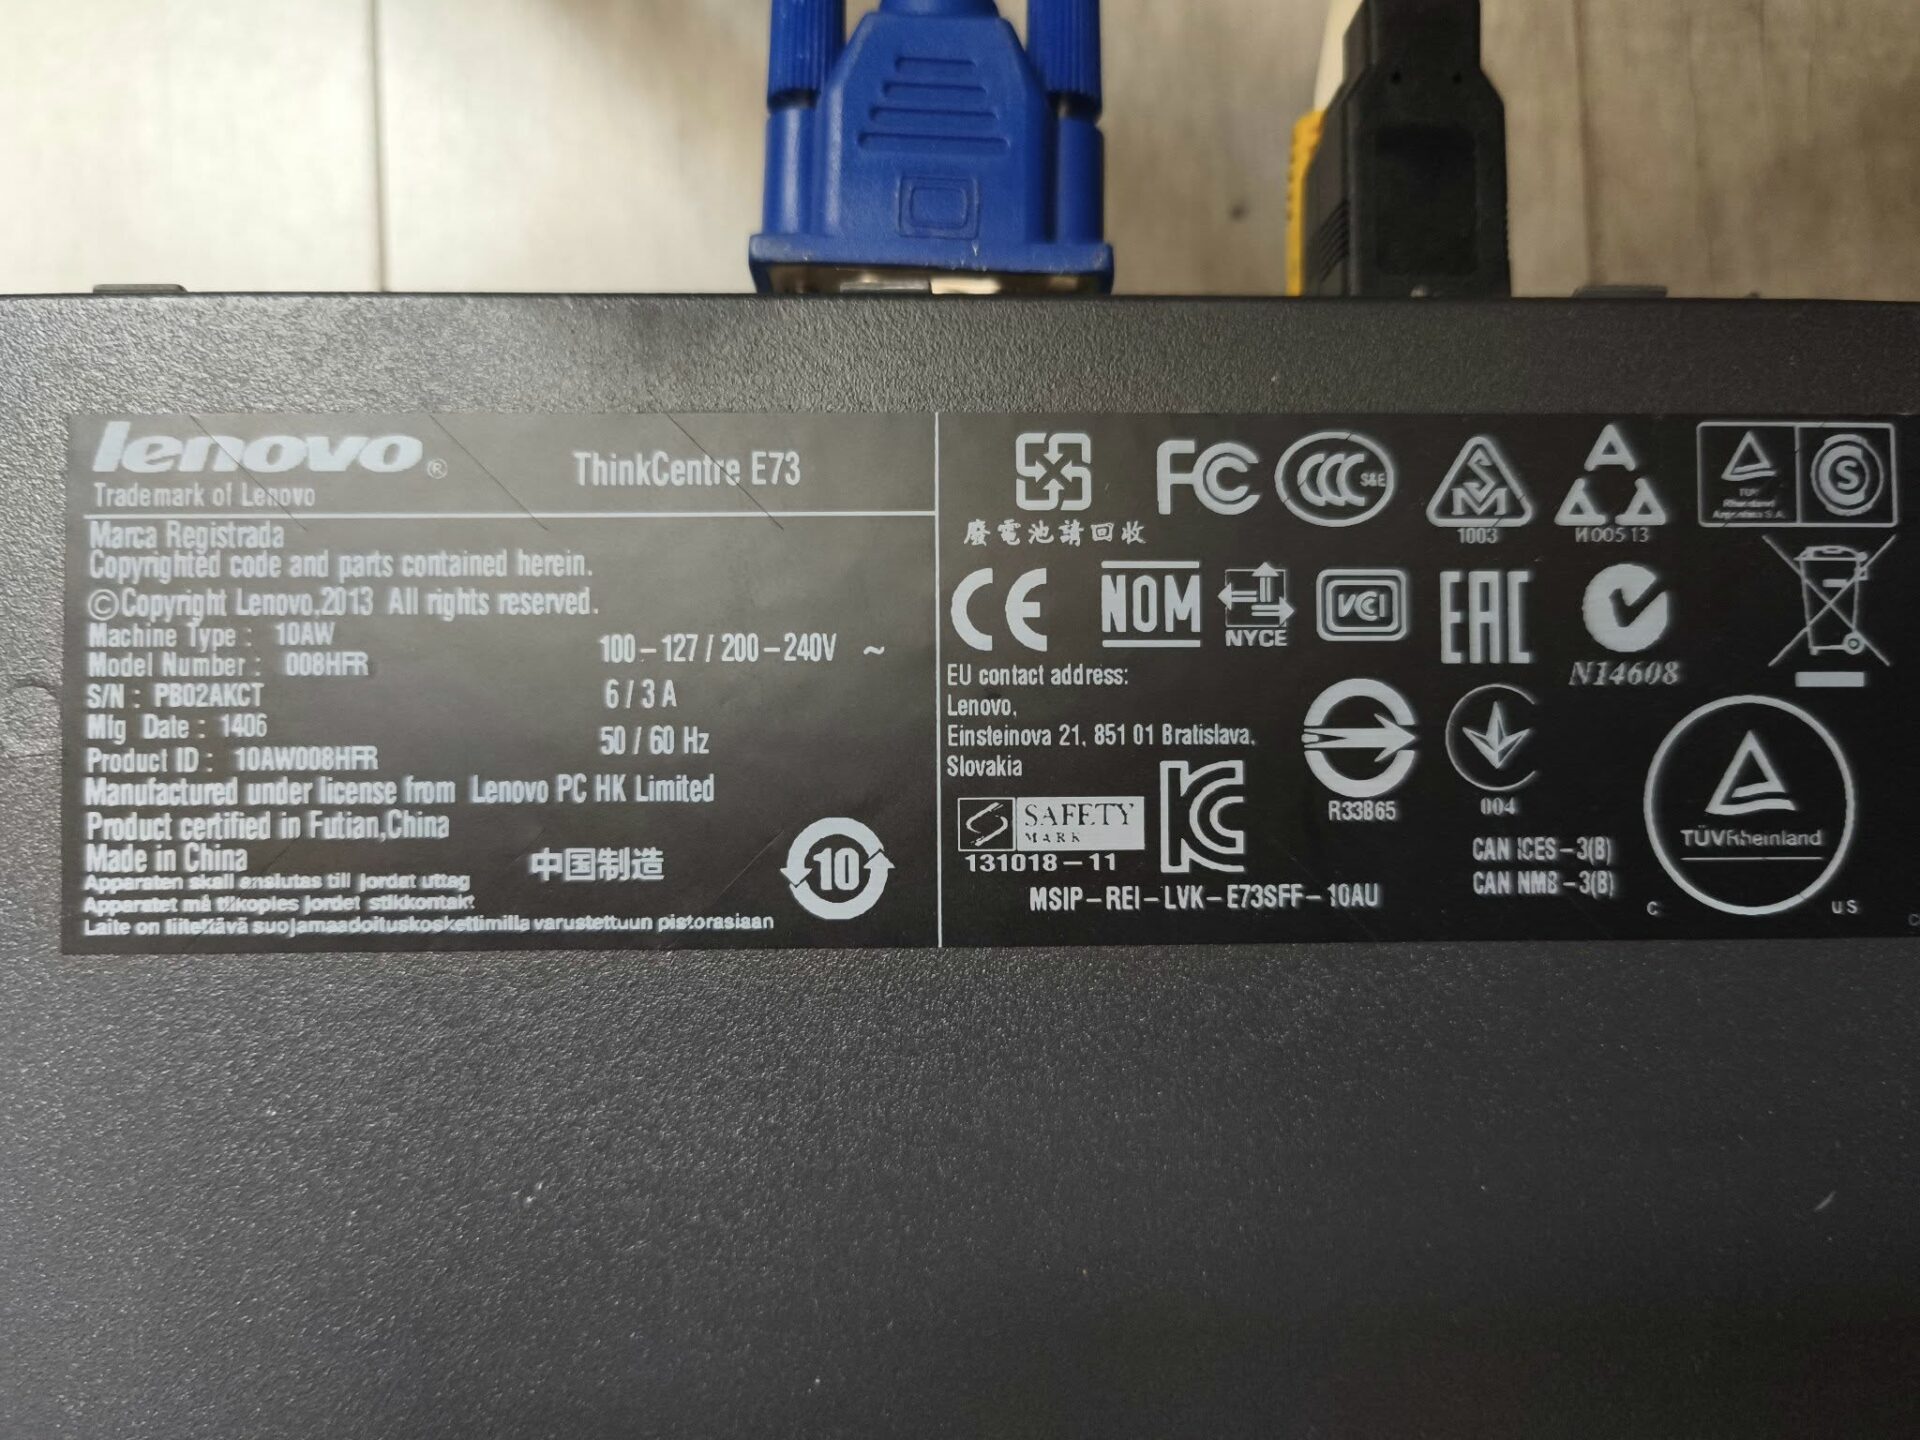 lenovo®
Trademark of Lenovo
ThinkCentre E73
Marca Registrada
Copyrighted code and parts contained herein.
©Copyright Lenovo.2013 All rights reserved.
Machine Type : 10AW
Model Number : 008HFR
S/N : PB02AKCT
Mfg Date : 1406
Product ID : 10AW008HFR
100-127 / 200-240V ~
6 / 3 A
50 / 60 Hz
Manufactured under license from Lenovo PC HK Limited
Product certified in Futian,China
Made in China
中国制造
10
Apparaten skall anslutas till jordat uttag
Apparatet må tilkoples jordet stikkontakt
Laite on liitettävä suojamaadoituskoskettimilla varustettuun pistorasiaan
廢電池請回收
FC
CCC S&E
SM
1003
И00513
TÜV Rheinland Argentina S.A.
S
CE
NOM
NYCE
VCI
EAC
N14608
EU contact address:
Lenovo,
Einsteinova 21, 851 01 Bratislava,
Slovakia
R33865
004
SAFETY
MARK
131018-11
KC
MSIP-REI-LVK-E73SFF-10AU
CAN ICES-3(B)
CAN NMB-3(B)
TÜVRheinland
C US